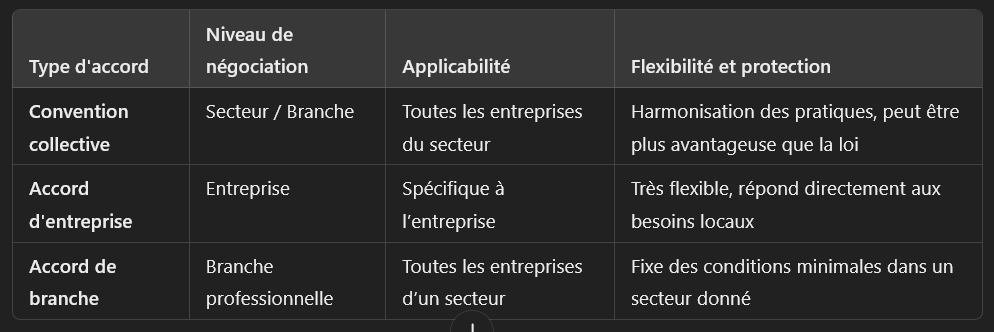 Type d'accord
Niveau de
négociation
Applicabilité
Flexibilité et protection
Convention
collective
Secteur / Branche
Toutes les entreprises
du secteur
Harmonisation des pratiques, peut être
plus avantageuse que la loi
Accord
d'entreprise
Entreprise
Spécifique à
l’entreprise
Très flexible, répond directement aux
besoins locaux
Accord de
branche
Branche
professionnelle
Toutes les entreprises
d’un secteur
Fixe des conditions minimales dans un
secteur donné